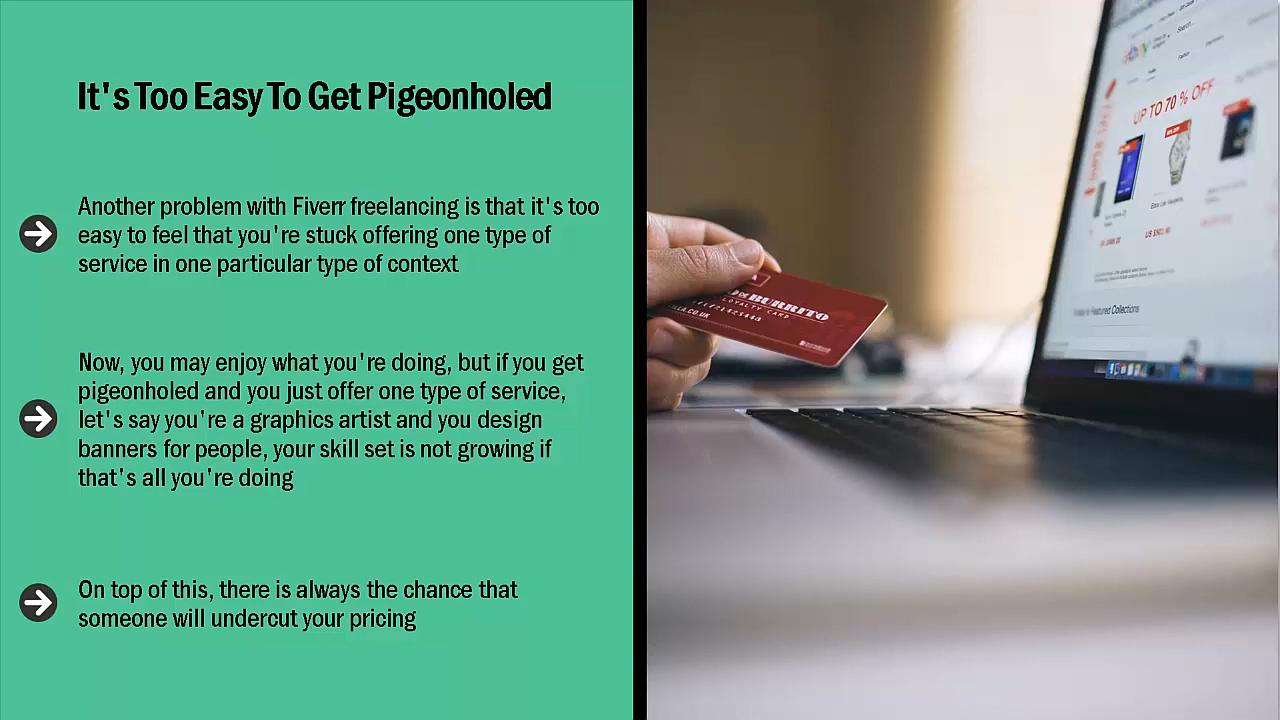 It's Too Easy To Get Pigeonholed
Another problem with Fiverr freelancing is that it's too
easy to feel that you're stuck offering one type of
service in one particular type of context
Now, you may enjoy what you're doing, but if you get
pigeonholed and you just offer one type of service,
let's say you're a graphics artist and you design
banners for people, your skill set is not growing if
that's all you're doing
On top of this, there is always the chance that
someone will undercut your pricing
BURRITO
LOYALTY CARD
UP TO 70 % OFF
Featured Collections